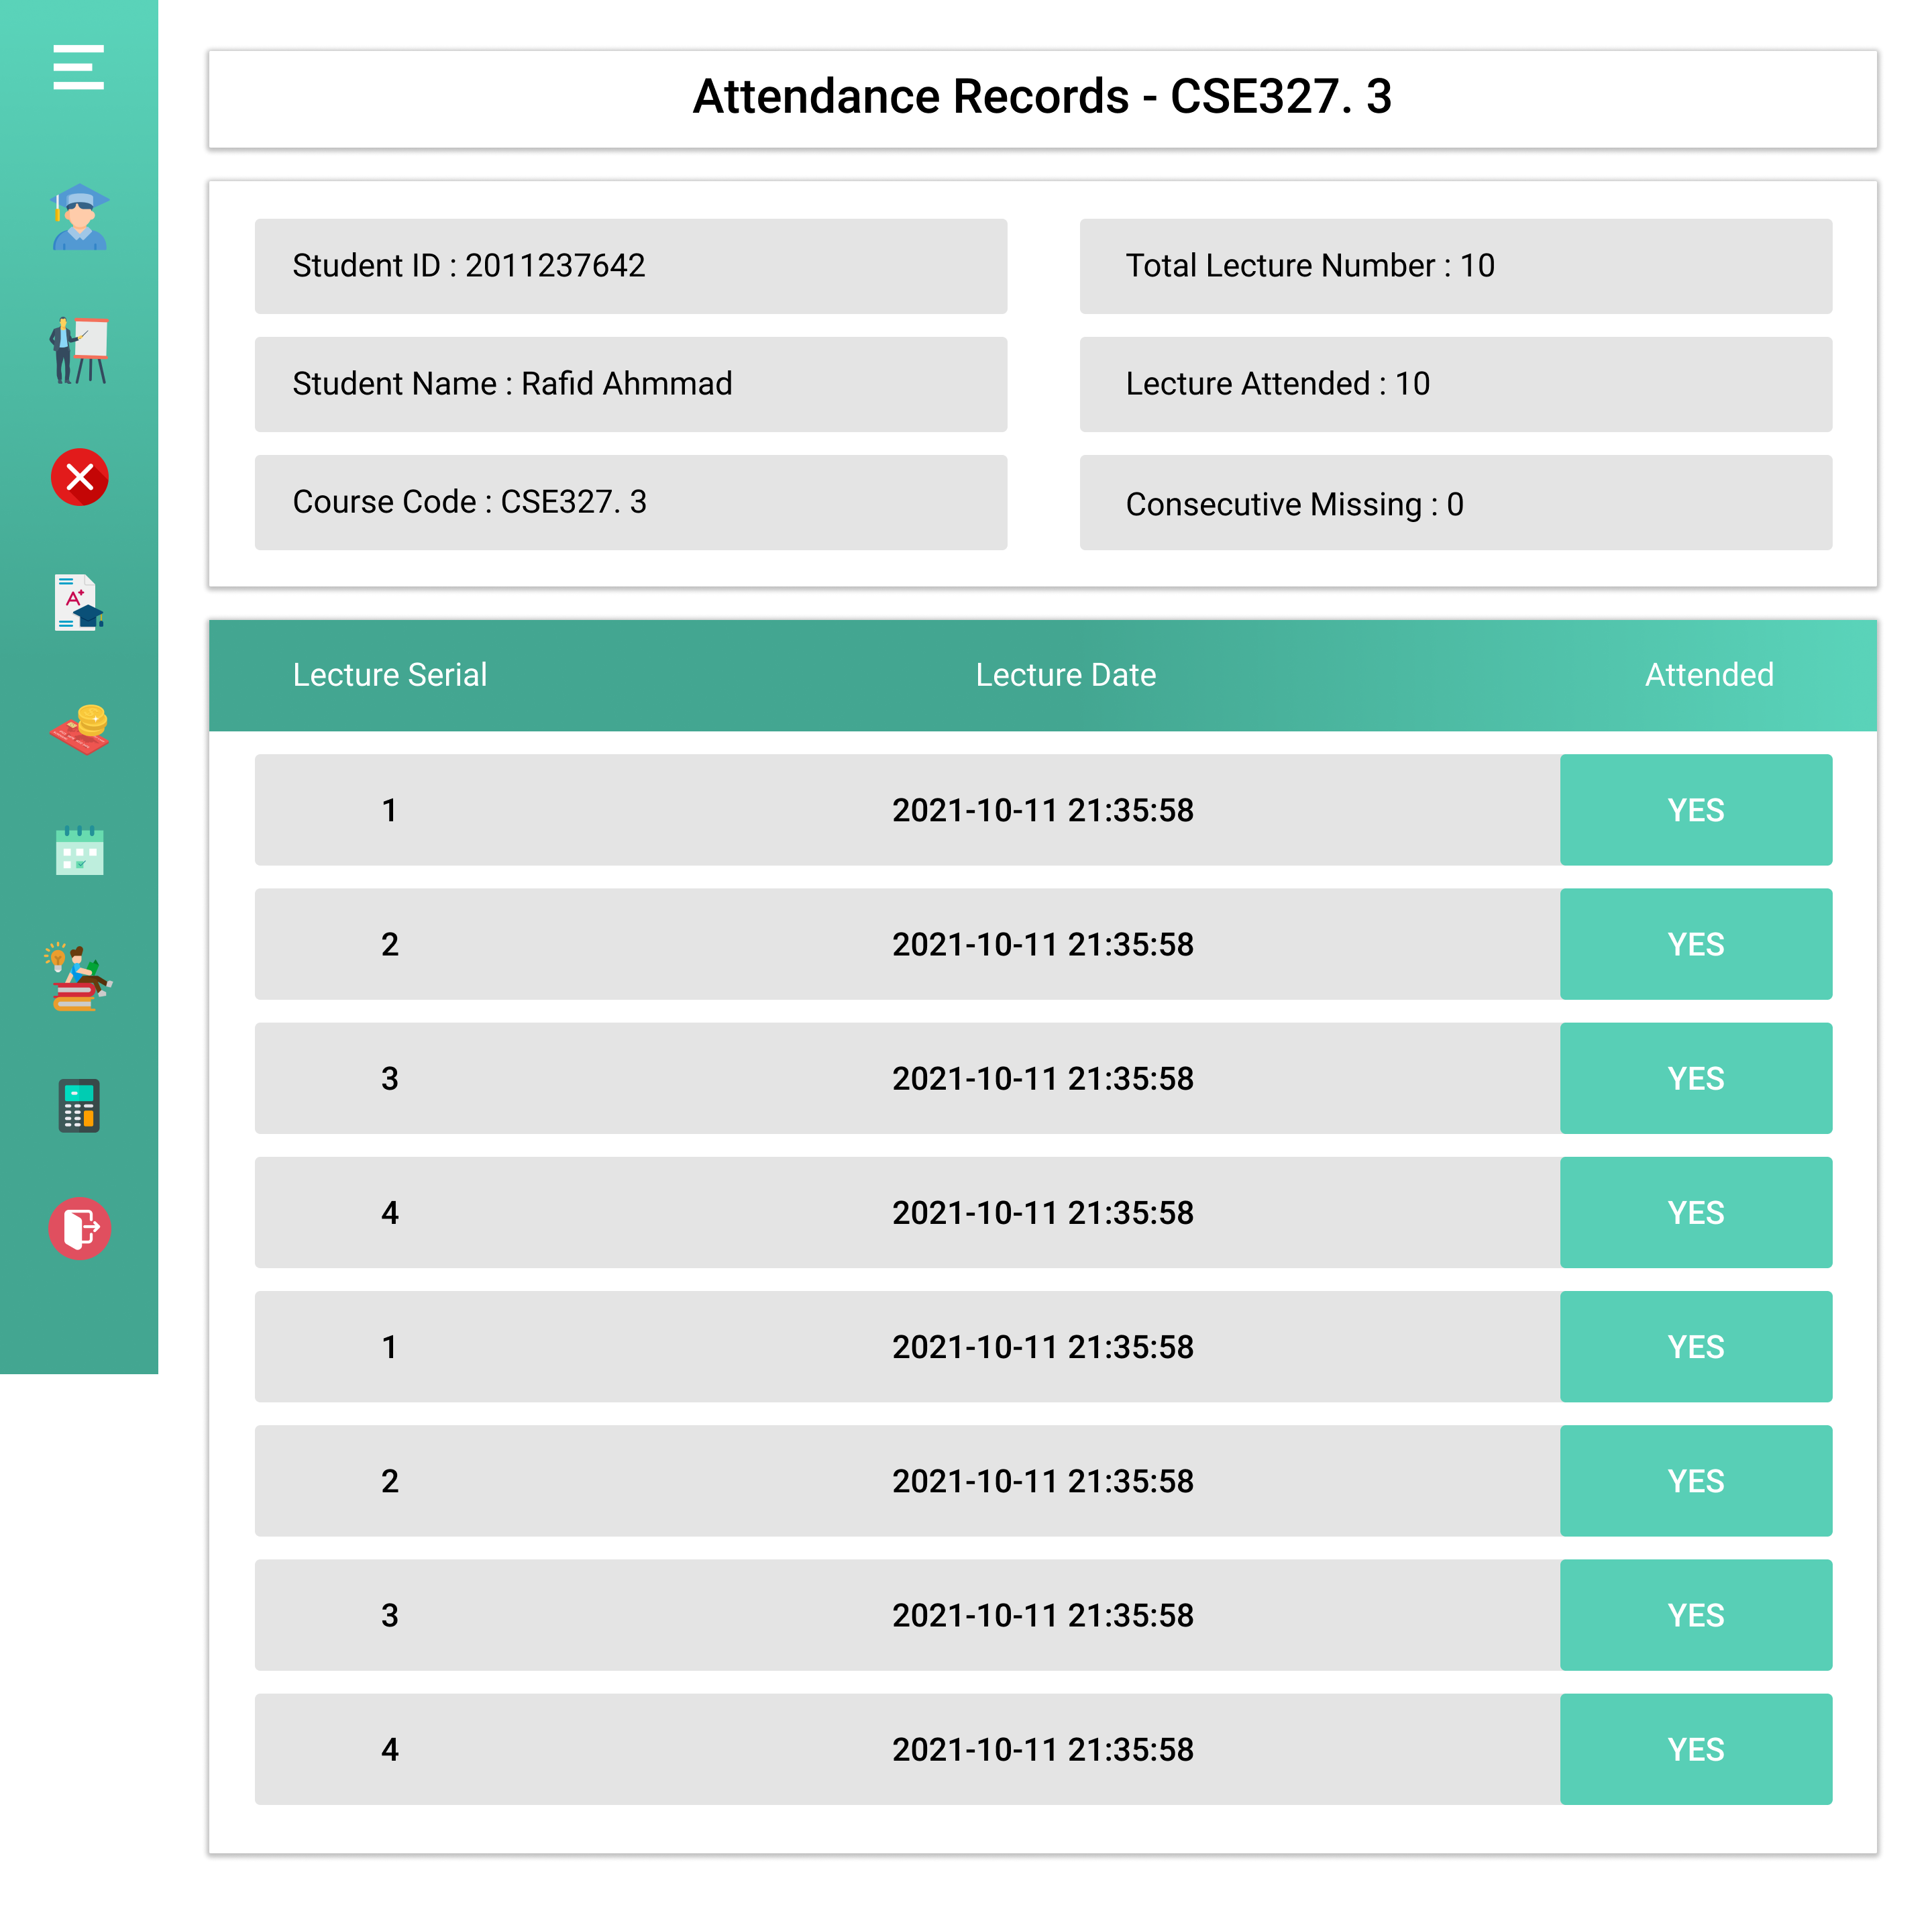 Attendance Records - CSE327. 3
Student ID : 2011237642
Total Lecture Number : 10
Student Name : Rafid Ahmmad
Lecture Attended : 10
Course Code : CSE327. 3
Consecutive Missing : 0
A+
Lecture Serial Lecture Date Attended
1 2021-10-11 21:35:58 YES
2 2021-10-11 21:35:58 YES
3 2021-10-11 21:35:58 YES
4 2021-10-11 21:35:58 YES
1 2021-10-11 21:35:58 YES
2 2021-10-11 21:35:58 YES
3 2021-10-11 21:35:58 YES
4 2021-10-11 21:35:58 YES